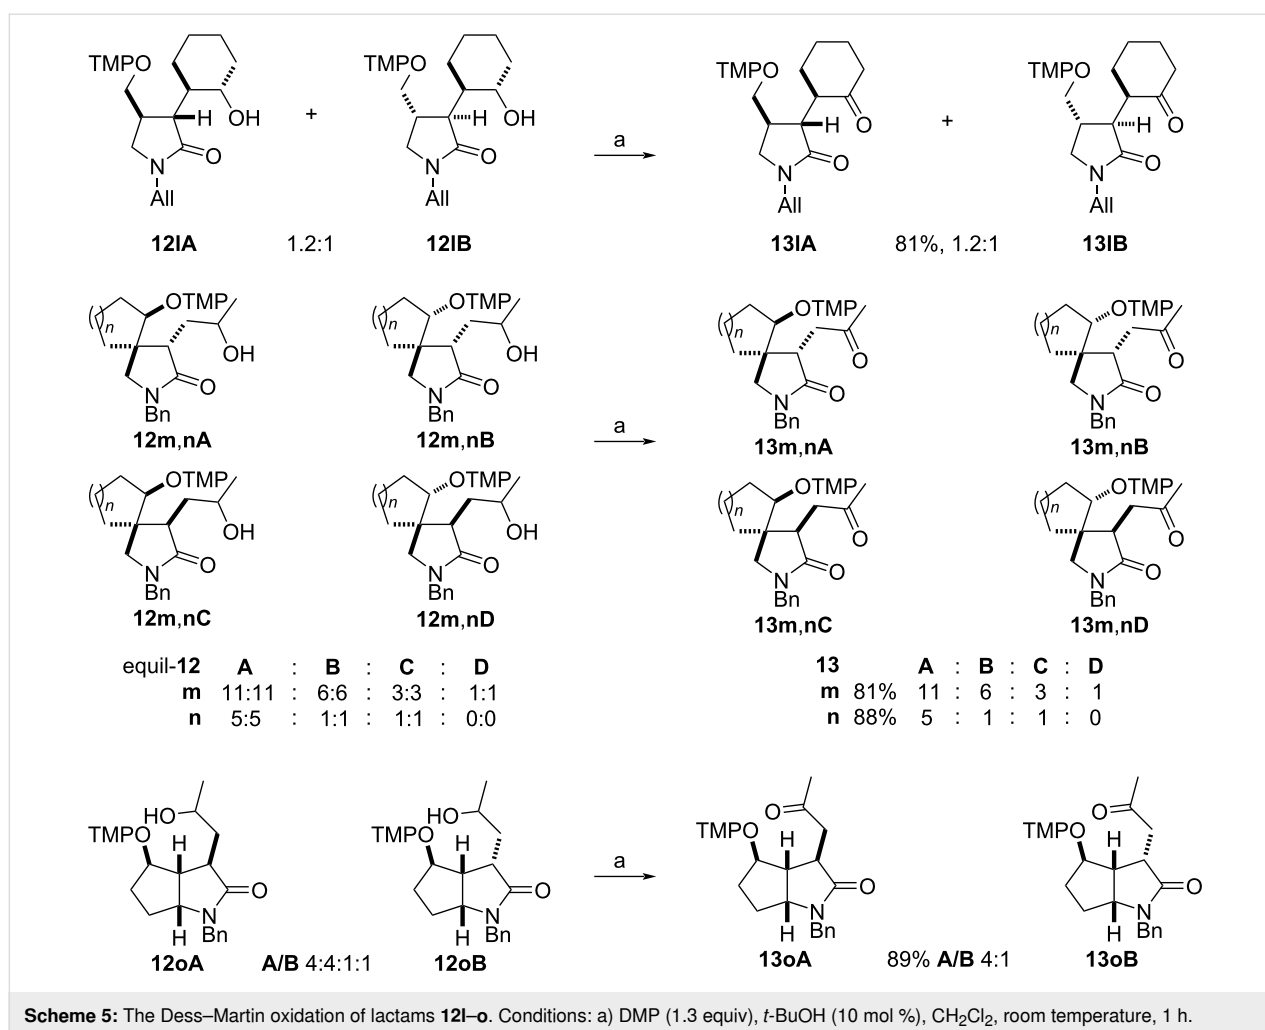 TMPO TMPO TMPO TMPO
H OH + H OH a H O + H O
N O N O N O N O
All All All All
12lA 1.2:1 12lB 13lA 81%, 1.2:1 13lB
OTMP OTMP OTMP OTMP
( )n OH ( )n OH ( )n O ( )n O
N O N O N O N O
Bn Bn Bn Bn
12m,nA 12m,nB a 13m,nA 13m,nB
OTMP OTMP OTMP OTMP
( )n OH ( )n OH ( )n O ( )n O
N O N O N O N O
Bn Bn Bn Bn
12m,nC 12m,nD 13m,nC 13m,nD
equil-12 A : B : C : D 13 A : B : C : D
m 11:11 : 6:6 : 3:3 : 1:1 m 81% 11 : 6 : 3 : 1
n 5:5 : 1:1 : 1:1 : 0:0 n 88% 5 : 1 : 1 : 0
HO HO O O
TMPO H TMPO H TMPO H TMPO H
O O a O O
N N N N
H Bn H Bn H Bn H Bn
12oA A/B 4:4:1:1 12oB 13oA 89% A/B 4:1 13oB
Scheme 5: The Dess–Martin oxidation of lactams 12l–o. Conditions: a) DMP (1.3 equiv), t-BuOH (10 mol %), CH₂Cl₂, room temperature, 1 h.